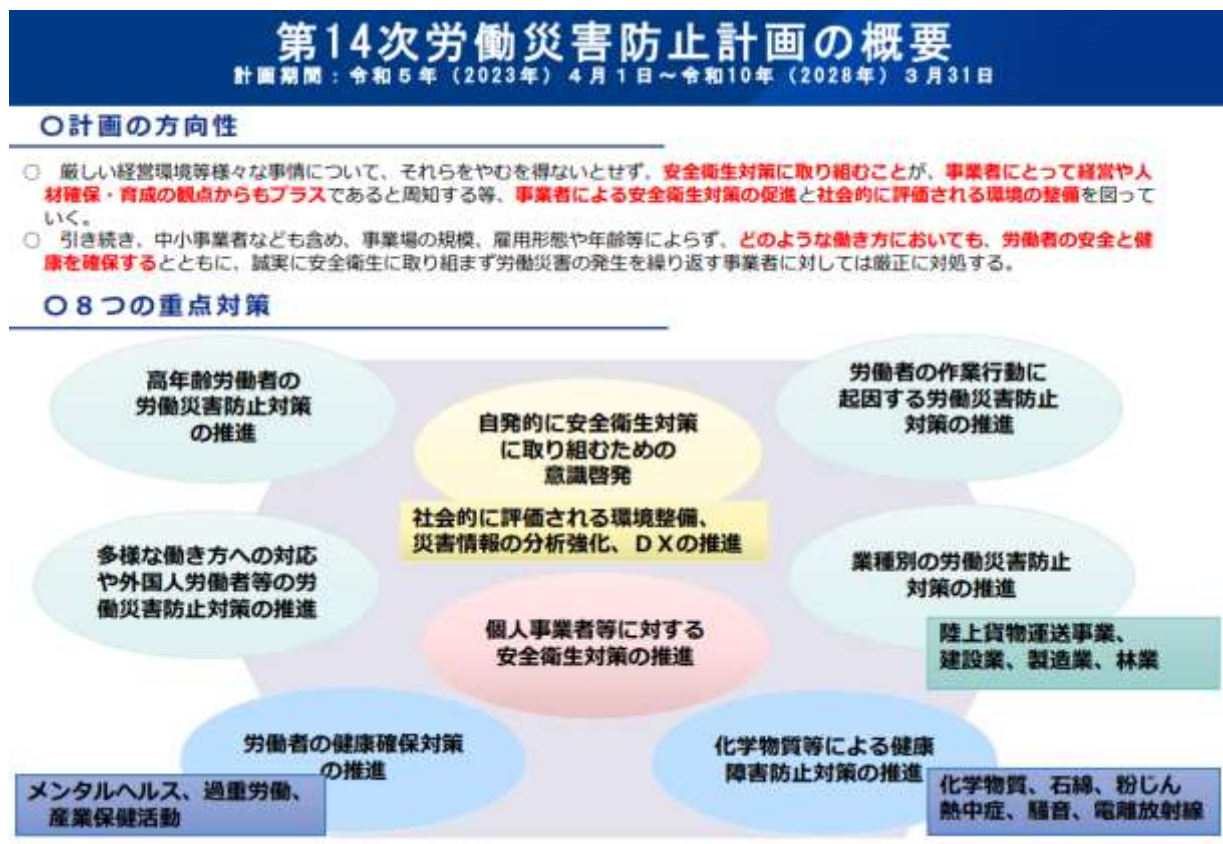 第14次労働災害防止計画の概要
計画期間：令和５年（2023年）４月１日～令和10年（2028年）３月31日
〇計画の方向性
○　厳しい経営環境等様々な事情について、それらをやむを得ないとせず、安全衛生対策に取り組むことが、事業者にとって経営や人
材確保・育成の観点からもプラスであると周知する等、事業者による安全衛生対策の促進と社会的に評価される環境の整備を図って
いく。
○　引き続き、中小事業者なども含め、事業場の規模、雇用形態や年齢等によらず、どのような働き方においても、労働者の安全と健
康を確保するとともに、誠実に安全衛生に取り組まず労働災害の発生を繰り返す事業者に対しては厳正に対処する。
〇８つの重点対策
高年齢労働者の
労働災害防止対策
の推進
自発的に安全衛生対策
に取り組むための
意識啓発
社会的に評価される環境整備、
災害情報の分析強化、ＤＸの推進
労働者の作業行動に
起因する労働災害防止
対策の推進
多様な働き方への対応
や外国人労働者等の労
働災害防止対策の推進
個人事業者等に対する
安全衛生対策の推進
業種別の労働災害防止
対策の推進
陸上貨物運送事業、
建設業、製造業、林業
労働者の健康確保対策
の推進
メンタルヘルス、過重労働、
産業保健活動
化学物質等による健康
障害防止対策の推進
化学物質、石綿、粉じん
熱中症、騒音、電離放射線